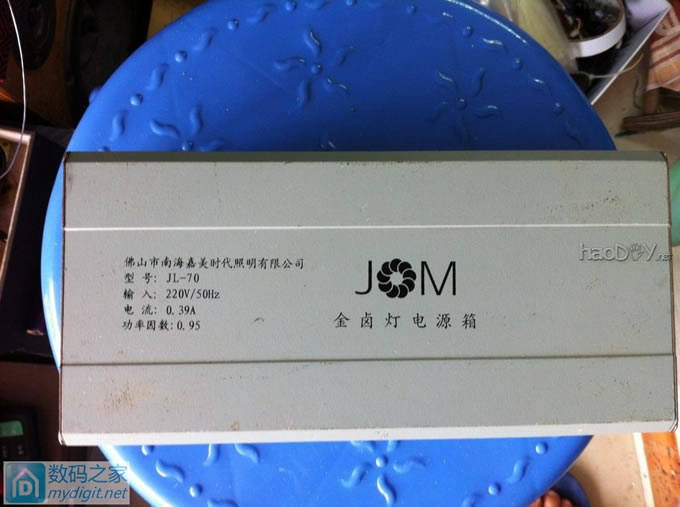 佛山市南海嘉美时代照明有限公司
型 号: JL-70
输 入: 220V/50Hz
电 流: 0.39A
功率因数:0.95
JOM
金卤灯电源箱
haoDIY.net
数码之家
mydigit.net